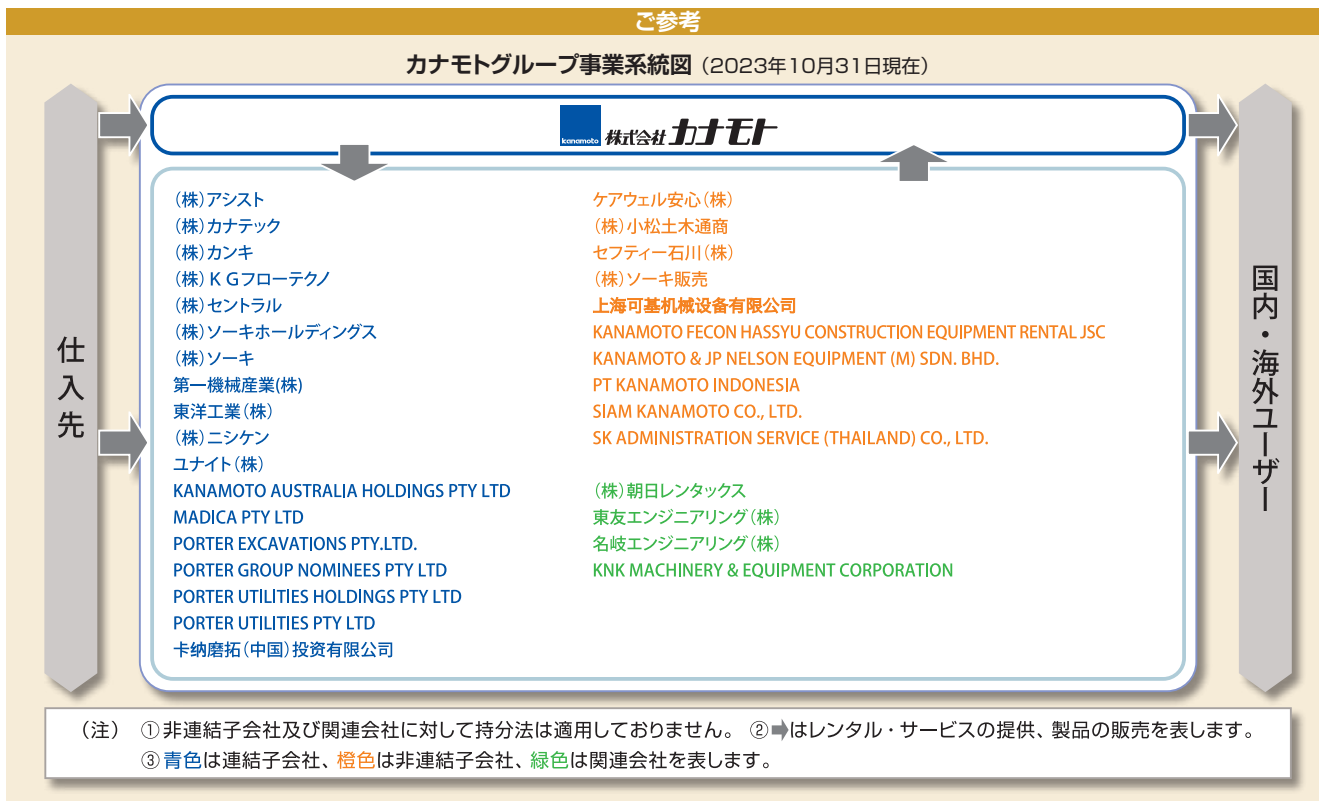 ご参考
カナモトグループ事業系統図（2023年10月31日現在）
kanamoto 株式会社カナモト
仕入先
（株）アシスト
（株）カナテック
（株）カンキ
（株）ＫＧフローテクノ
（株）セントラル
（株）ソーキホールディングス
（株）ソーキ
第一機械産業(株)
東洋工業（株）
（株）ニシケン
ユナイト（株）
KANAMOTO AUSTRALIA HOLDINGS PTY LTD
MADICA PTY LTD
PORTER EXCAVATIONS PTY.LTD.
PORTER GROUP NOMINEES PTY LTD
PORTER UTILITIES HOLDINGS PTY LTD
PORTER UTILITIES PTY LTD
卡纳磨拓（中国）投资有限公司
ケアウェル安心（株）
（株）小松土木通商
セフティー石川（株）
（株）ソーキ販売
上海可基机械设备有限公司
KANAMOTO FECON HASSYU CONSTRUCTION EQUIPMENT RENTAL JSC
KANAMOTO & JP NELSON EQUIPMENT (M) SDN. BHD.
PT KANAMOTO INDONESIA
SIAM KANAMOTO CO., LTD.
SK ADMINISTRATION SERVICE (THAILAND) CO., LTD.
（株）朝日レンタックス
東友エンジニアリング（株）
名岐エンジニアリング（株）
KNK MACHINERY & EQUIPMENT CORPORATION
国内・海外ユーザー
（注） ①非連結子会社及び関連会社に対して持分法は適用しておりません。 ②➡はレンタル・サービスの提供、製品の販売を表します。
③青色は連結子会社、橙色は非連結子会社、緑色は関連会社を表します。